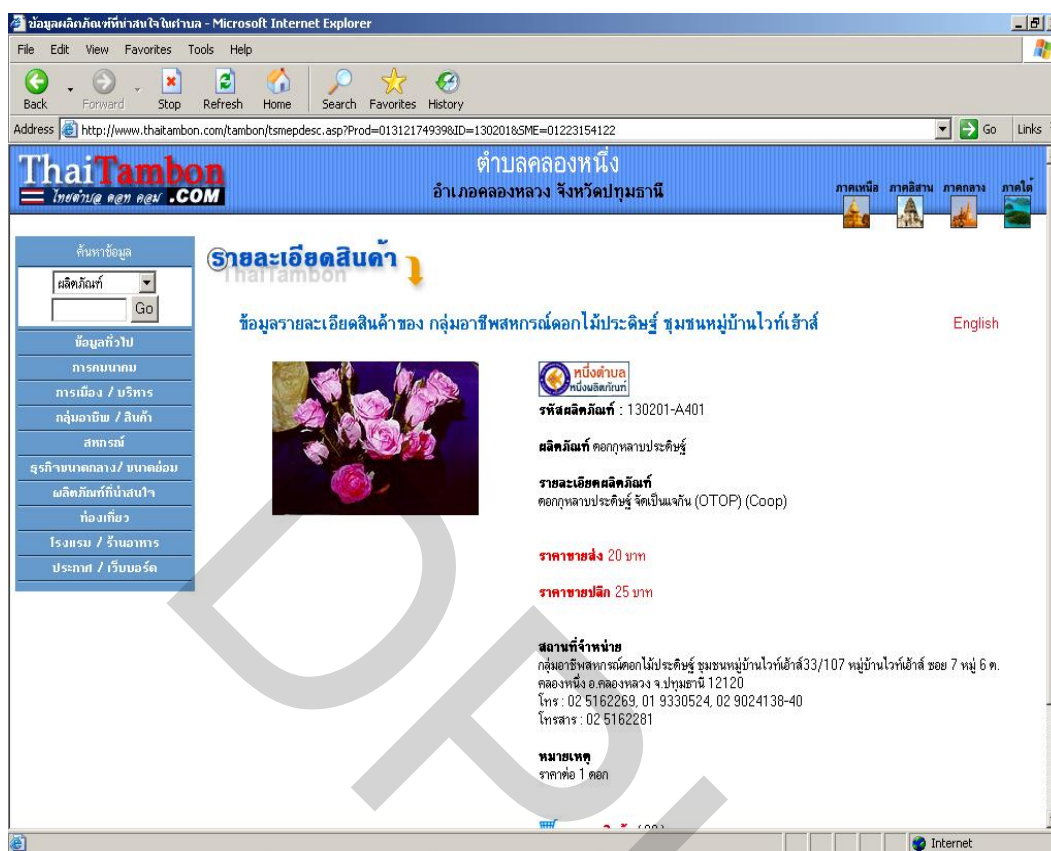 ข้อมูลผลิตภัณฑ์ที่น่าสนใจในตำบล - Microsoft Internet Explorer
File Edit View Favorites Tools Help
Back Forward Stop Refresh Home Search Favorites History
Address http://www.thaitambon.com/tambon/tsmepdesc.asp?Prod=01312174939&ID=130201&SME=01223154122 Go Links
ThaiTambon
ไทยตำบล ดอท คอม .COM
ตำบลคลองหนึ่ง
อำเภอคลองหลวง จังหวัดปทุมธานี
ภาคเหนือ ภาคอิสาน ภาคกลาง ภาคใต้
ค้นหาข้อมูล
ผลิตภัณฑ์
Go
ข้อมูลทั่วไป
การคมนาคม
การเมือง / บริหาร
กลุ่มอาชีพ / สินค้า
สหกรณ์
ธุรกิจขนาดกลาง/ ขนาดย่อม
ผลิตภัณฑ์ที่น่าสนใจ
ท่องเที่ยว
โรงแรม / ร้านอาหาร
ประกาศ / เว็บบอร์ด
รายละเอียดสินค้า
ThaiTambon
ข้อมูลรายละเอียดสินค้าของ กลุ่มอาชีพสหกรณ์ดอกไม้ประดิษฐ์ ชุมชนหมู่บ้านไวท์เฮ้าส์
English
หนึ่งตำบล
หนึ่งผลิตภัณฑ์
รหัสผลิตภัณฑ์ : 130201-A401
ผลิตภัณฑ์ ดอกกุหลาบประดิษฐ์
รายละเอียดผลิตภัณฑ์
ดอกกุหลาบประดิษฐ์ จัดเป็นแจกัน (OTOP) (Coop)
ราคาขายส่ง 20 บาท
ราคาขายปลีก 25 บาท
สถานที่จำหน่าย
กลุ่มอาชีพสหกรณ์ดอกไม้ประดิษฐ์ ชุมชนหมู่บ้านไวท์เฮ้าส์33/107 หมู่บ้านไวท์เฮ้าส์ ซอย 7 หมู่ 6 ต.
คลองหนึ่ง อ.คลองหลวง จ.ปทุมธานี 12120
โทร : 02 5162269, 01 9330524, 02 9024138-40
โทรสาร : 02 5162281
หมายเหตุ
ราคาต่อ 1 ดอก
Internet